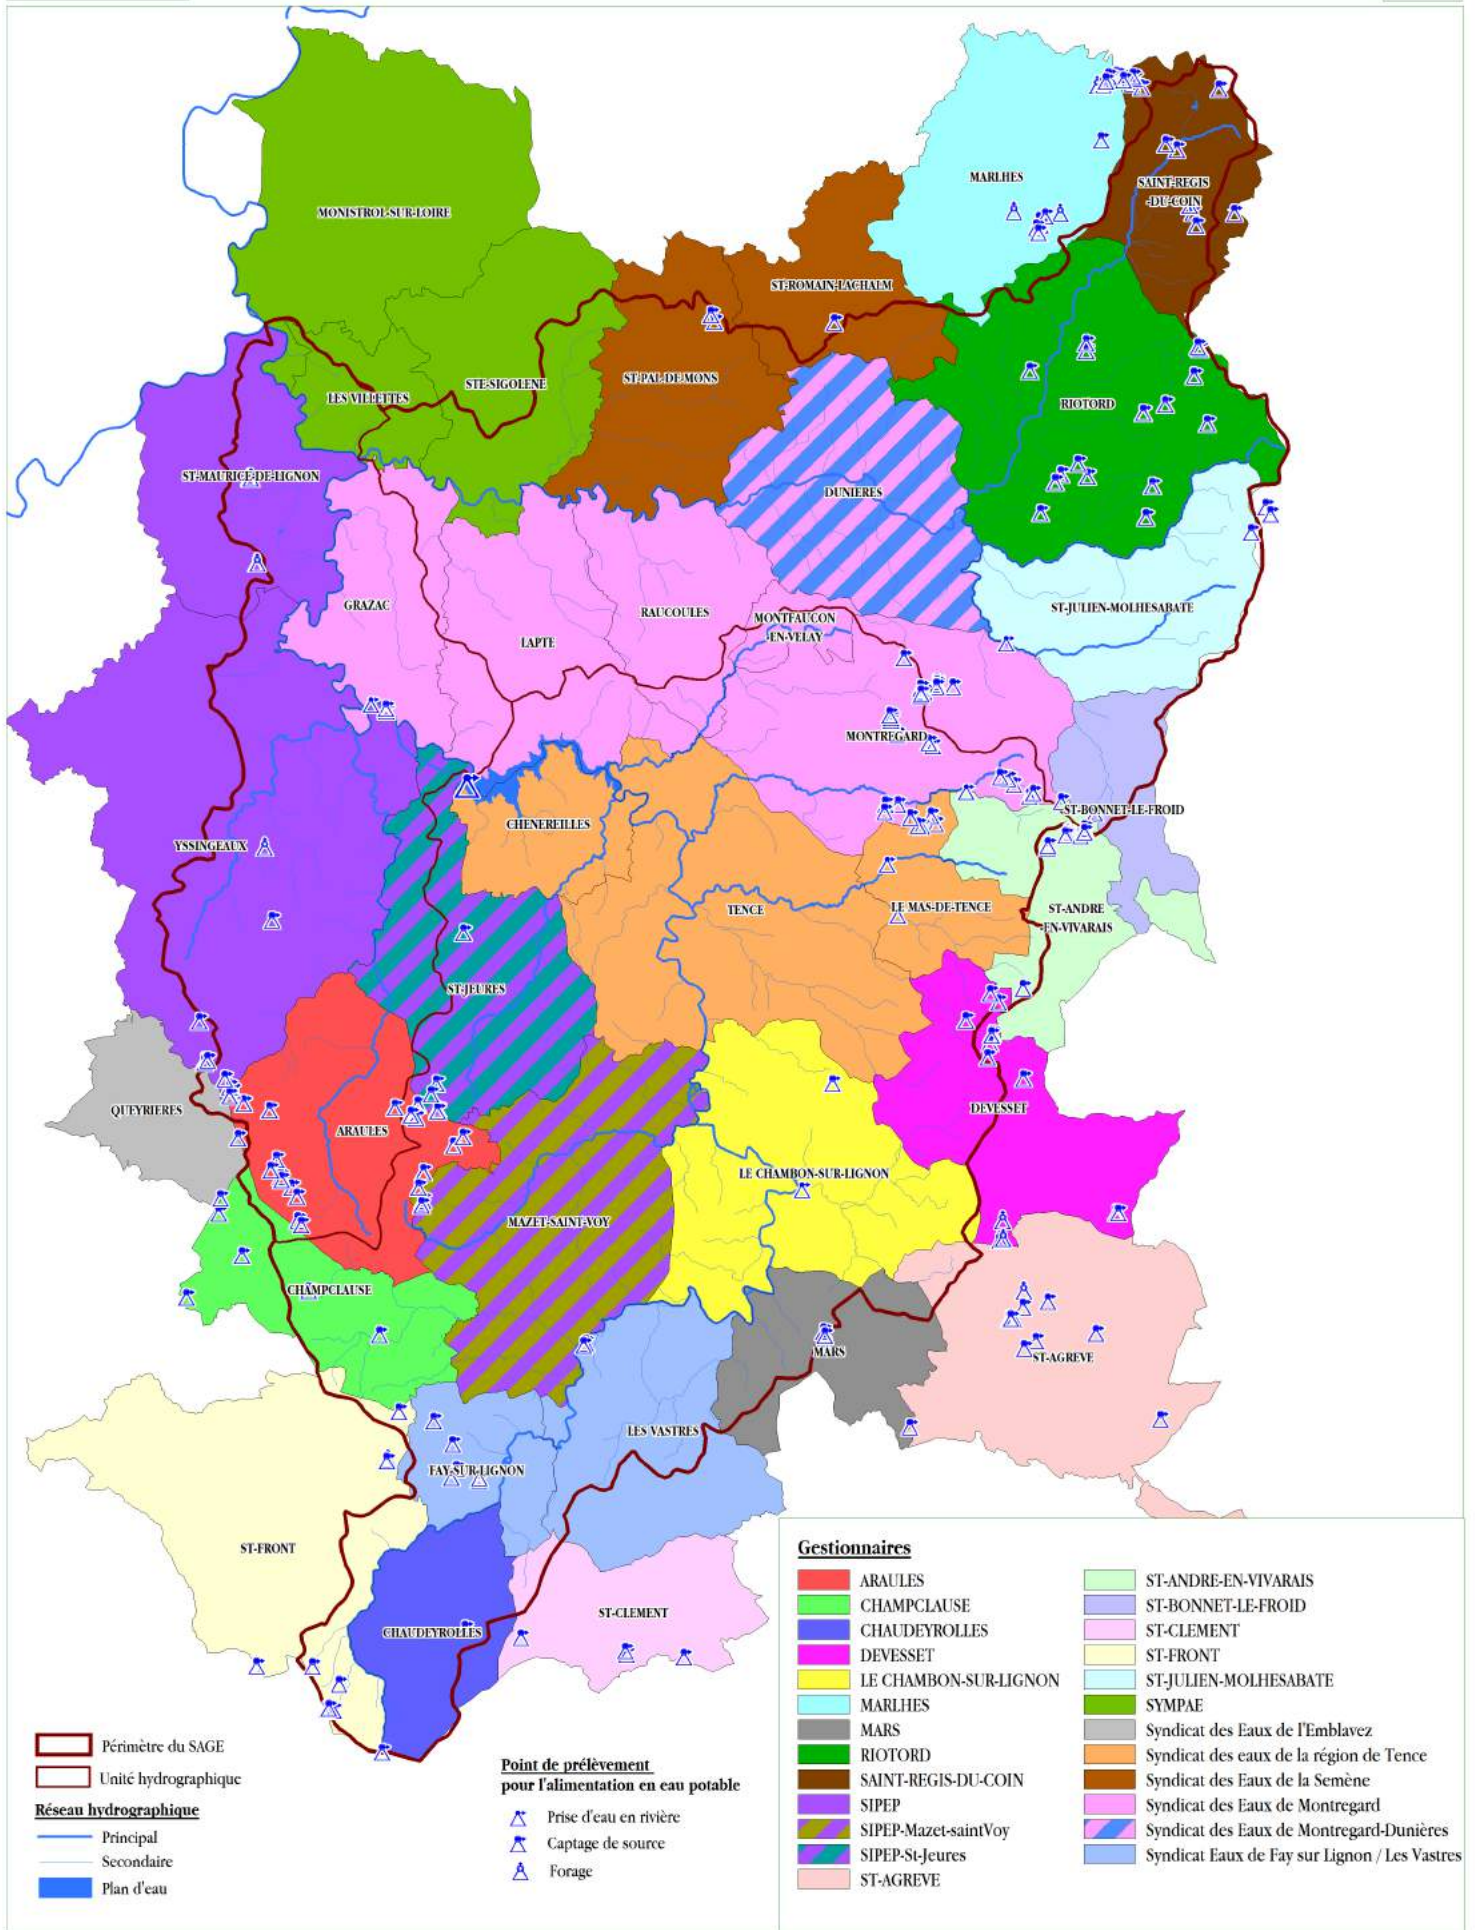 MARLHES
SAINT-REGIS
-DU-COIN
MONISTROL-SUR-LOIRE
ST-ROMAIN-LACHALM
ST-PAL-DE-MONS
STE-SIGOLENE
LES VILLETTES
RIOTORD
ST-MAURICE-DE-LIGNON
DUNIERES
GRAZAC
RAUCOULES
ST-JULIEN-MOLHESABATE
MONTFAUCON
-EN-VELAY
LAPTE
MONTREGARD
ST-BONNET-LE-FROID
CHENEREILLES
YSSINGEAUX
TENCE
LE MAS-DE-TENCE
ST-ANDRE
-EN-VIVARAIS
ST-JEURES
QUEYRIERES
DEVESSET
ARAULES
LE CHAMBON-SUR-LIGNON
MAZET-SAINT-VOY
CHAMPCLAUSE
MARS
ST-AGREVE
LES VASTRES
FAY-SUR-LIGNON
ST-FRONT
ST-CLEMENT
CHAUDEYROLLES
Périmètre du SAGE
Unité hydrographique
Réseau hydrographique
Principal
Secondaire
Plan d'eau
Point de prélèvement
pour l'alimentation en eau potable
Prise d'eau en rivière
Captage de source
Forage
Gestionnaires
ARAULES
CHAMPCLAUSE
CHAUDEYROLLES
DEVESSET
LE CHAMBON-SUR-LIGNON
MARLHES
MARS
RIOTORD
SAINT-REGIS-DU-COIN
SIPEP
SIPEP-Mazet-saintVoy
SIPEP-St-Jeures
ST-AGREVE
ST-ANDRE-EN-VIVARAIS
ST-BONNET-LE-FROID
ST-CLEMENT
ST-FRONT
ST-JULIEN-MOLHESABATE
SYMPAE
Syndicat des Eaux de l'Emblavez
Syndicat des eaux de la région de Tence
Syndicat des Eaux de la Semène
Syndicat des Eaux de Montregard
Syndicat des Eaux de Montregard-Dunières
Syndicat Eaux de Fay sur Lignon / Les Vastres